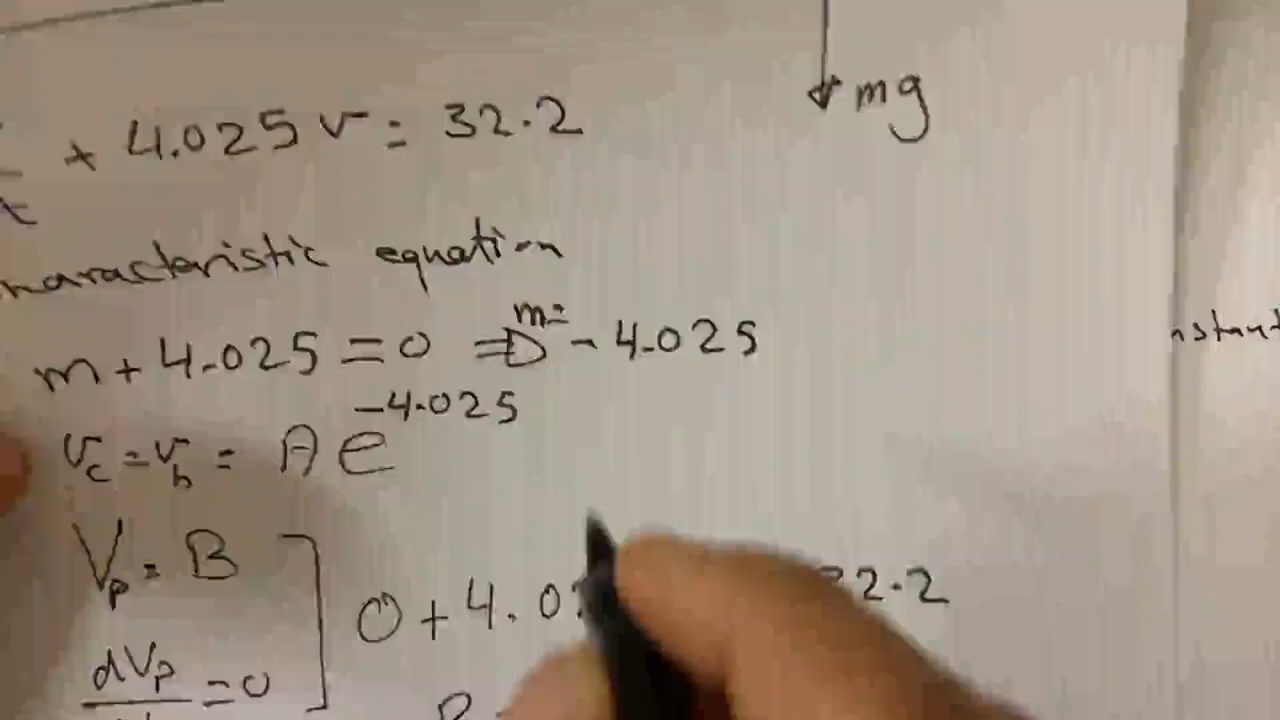 mg
+ 4.025 v = 32.2
t
haracteristic equation
m + 4.025 = 0 => m = - 4.025
v_c = v_h = A e^{-4.025}
V_p = B
0 + 4.0 32.2
dV_p = 0
nstant